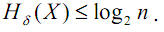 H_δ (X) ≤ log₂ n .